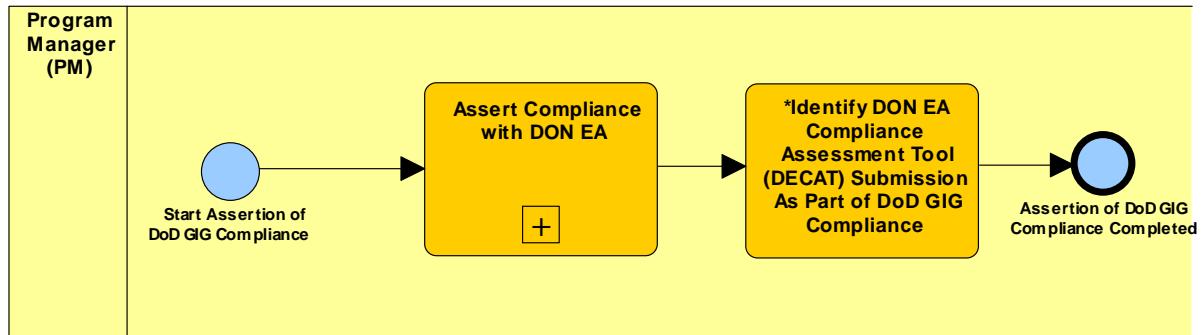 Program
Manager
(PM)
Start Assertion of
DoD GIG Compliance
Assert Compliance
with DON EA
+
*Identify DON EA
Compliance
Assessment Tool
(DECAT) Submission
As Part of DoD GIG
Compliance
Assertion of DoD GIG
Compliance Completed